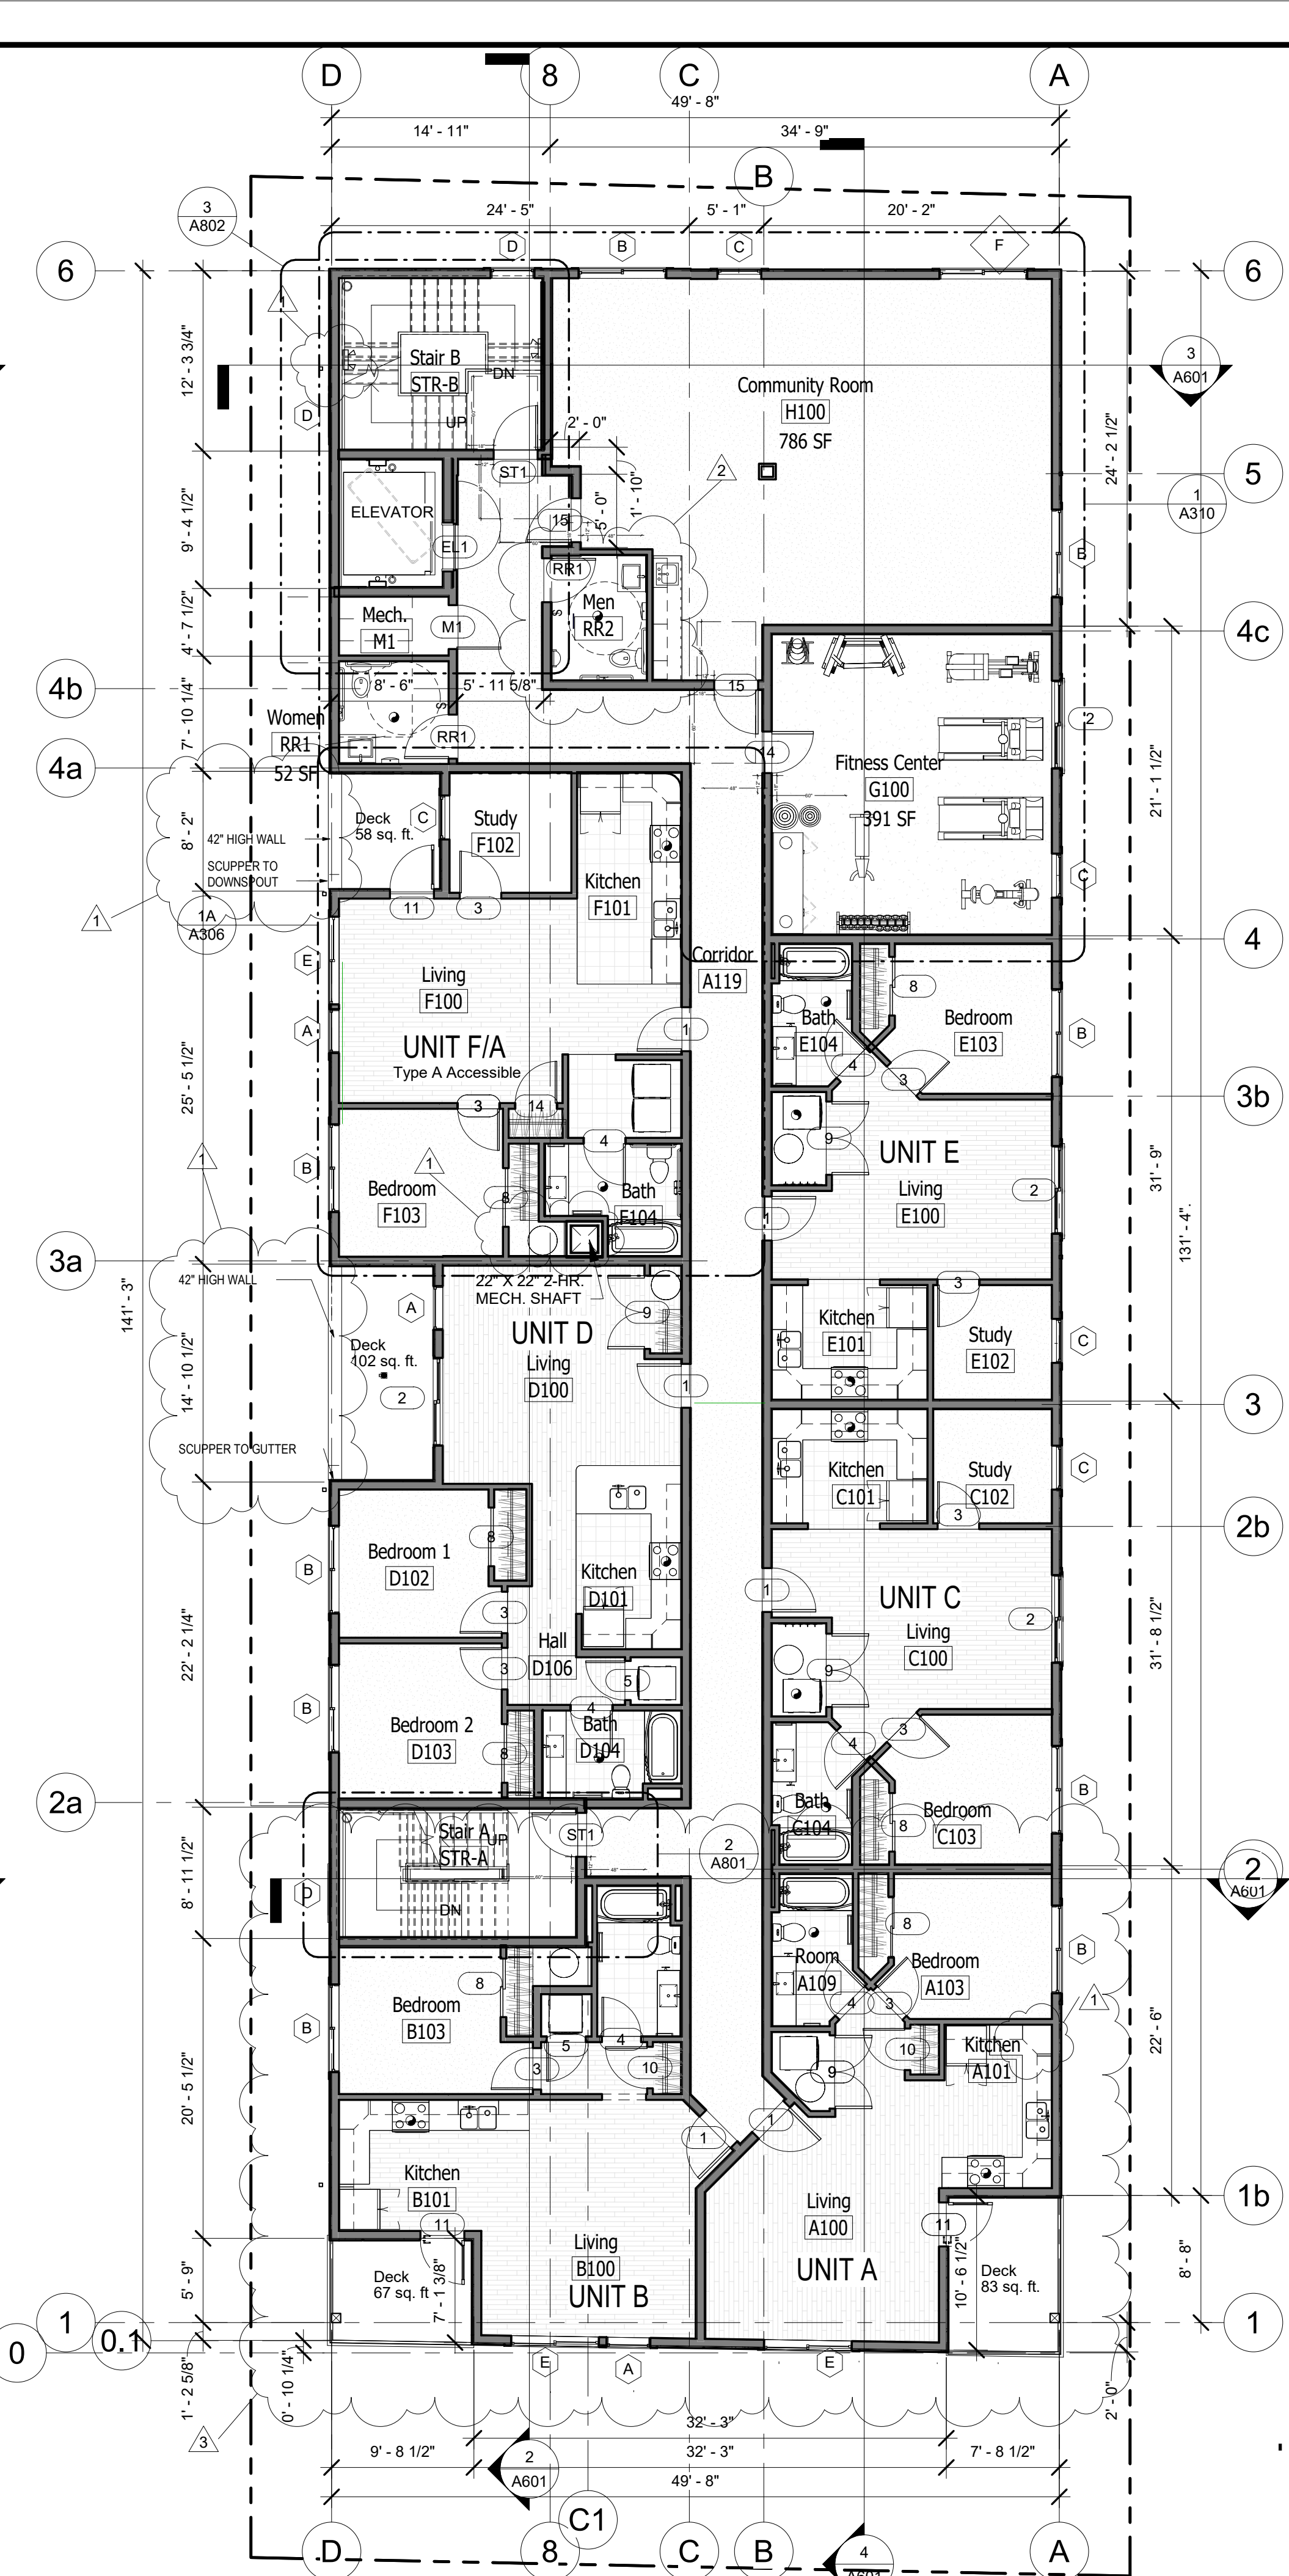 D
8
C
A
49' - 8"
14' - 11"
34' - 9"
B
3
A802
24' - 5"
5' - 1"
20' - 2"
D
B
C
F
6
6
12' - 3 3/4"
1
Stair B
STR-B
DN
UP
D
Community Room
H100
786 SF
3
A601
24' - 2 1/2"
2' - 0"
5
ST1
2
1' - 10"
5' - 0"
1
A310
9' - 4 1/2"
ELEVATOR
15
EL1
B
RR1
Men
RR2
4' - 7 1/2"
Mech.
M1
M1
4c
4b
8' - 6"
5' - 11 5/8"
15
7' - 10 1/4"
Women
RR1
52 SF
RR1
2
14
4a
Fitness Center
G100
391 SF
21' - 1 1/2"
8' - 2"
Deck
58 sq. ft.
C
Study
F102
42" HIGH WALL
SCUPPER TO
DOWNSPOUT
Kitchen
F101
C
11
3
1
1A
A306
4
Corridor
A119
E
Living
F100
8
A
1
Bath
E104
Bedroom
E103
B
UNIT F/A
Type A Accessible
4
3
25' - 5 1/2"
3
14
3b
4
9
UNIT E
31' - 9"
1
B
1
Bedroom
F103
8
Bath
F104
Living
E100
2
1
131' - 4"
3a
42" HIGH WALL
22" X 22" 2-HR.
MECH. SHAFT
3
141' - 3"
A
9
UNIT D
Kitchen
E101
Study
E102
C
14' - 10 1/2"
Deck
102 sq. ft.
Living
D100
1
2
3
SCUPPER TO GUTTER
Kitchen
C101
Study
C102
C
3
2b
8
Bedroom 1
D102
B
Kitchen
D101
1
UNIT C
31' - 8 1/2"
3
2
Living
C100
22' - 2 1/4"
Hall
D106
3
5
9
B
4
Bedroom 2
D103
Bath
D104
3
4
8
2a
B
Bath
C104
8
Bedroom
C103
Stair A
STR-A
UP
ST1
2
A801
8' - 11 1/2"
D
DN
2
A601
8
B
Room
A109
Bedroom
A103
8
Bedroom
B103
B
4
3
1
22' - 6"
5
4
3
10
10
9
Kitchen
A101
20' - 5 1/2"
1
1
Kitchen
B101
1b
Living
A100
11
11
Living
B100
UNIT B
UNIT A
10' - 6 1/2"
Deck
67 sq. ft
7' - 1 3/8"
Deck
83 sq. ft.
8' - 8"
5' - 9"
1
0.1
0
1
E
A
E
1' - 2 5/8"
0' - 10 1/4"
2' - 0"
3
32' - 3"
9' - 8 1/2"
2
A601
32' - 3"
7' - 8 1/2"
49' - 8"
C1
D
8
C
B
4
A601
A